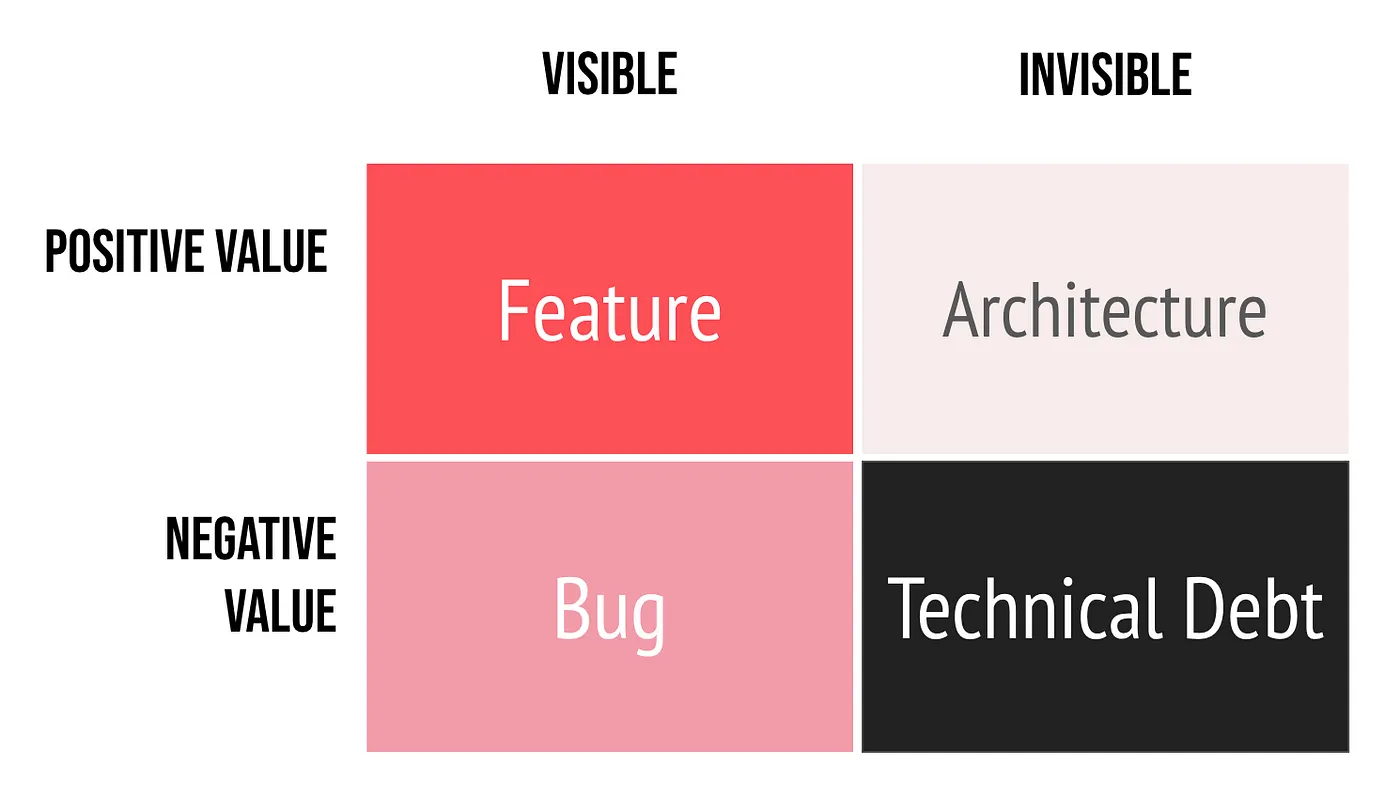 VISIBLE
INVISIBLE
POSITIVE VALUE
Feature
Architecture
NEGATIVE
VALUE
Bug
Technical Debt